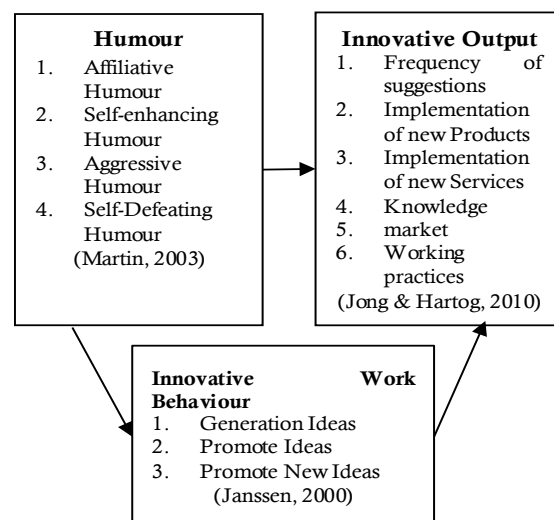 Humour
1. Affiliative
Humour
2. Self-enhancing
Humour
3. Aggressive
Humour
4. Self-Defeating
Humour
(Martin, 2003)
Innovative Output
1. Frequency of
suggestions
2. Implementation
of new Products
3. Implementation
of new Services
4. Knowledge
5. market
6. Working
practices
(Jong & Hartog, 2010)
Innovative Work
Behaviour
1. Generation Ideas
2. Promote Ideas
3. Promote New Ideas
(Janssen, 2000)